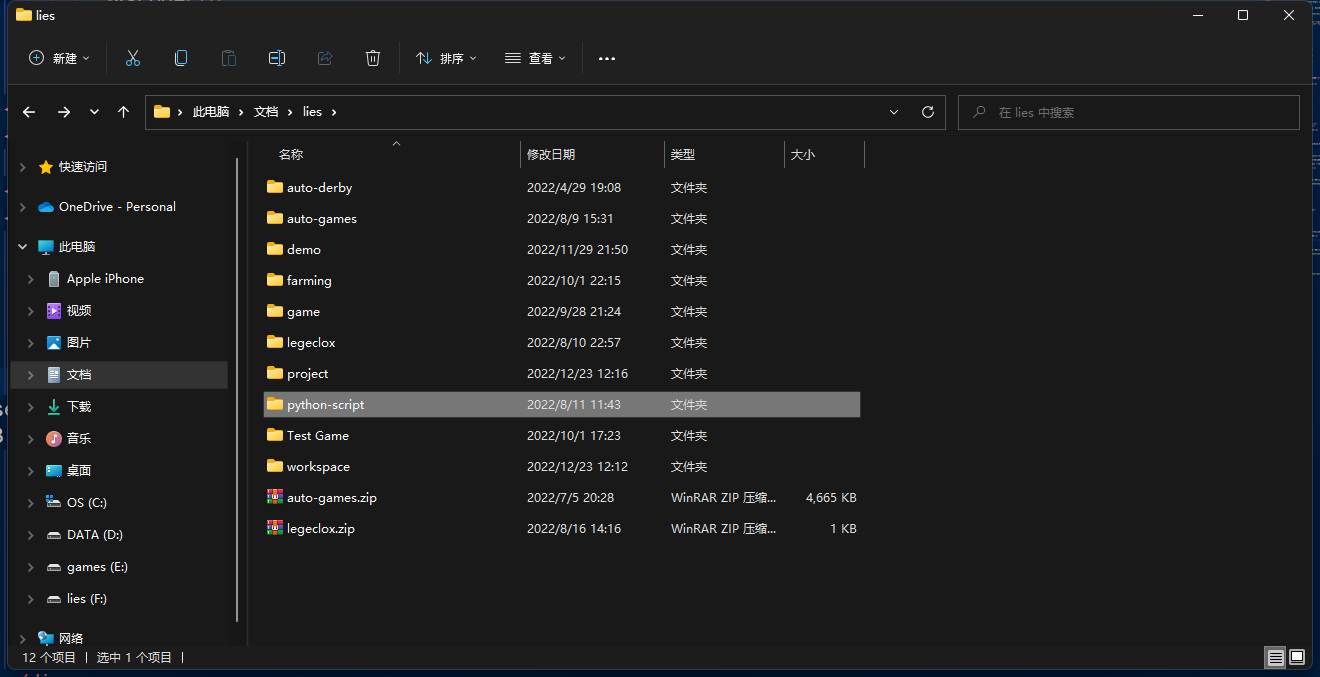 lies
新建
排序
查看
此电脑 文档 lies
在 lies 中搜索
名称 修改日期 类型 大小
快速访问
OneDrive - Personal
此电脑
Apple iPhone
视频
图片
文档
下载
音乐
桌面
OS (C:)
DATA (D:)
games (E:)
lies (F:)
网络
auto-derby 2022/4/29 19:08 文件夹
auto-games 2022/8/9 15:31 文件夹
demo 2022/11/29 21:50 文件夹
farming 2022/10/1 22:15 文件夹
game 2022/9/28 21:24 文件夹
legeclox 2022/8/10 22:57 文件夹
project 2022/12/23 12:16 文件夹
python-script 2022/8/11 11:43 文件夹
Test Game 2022/10/1 17:23 文件夹
workspace 2022/12/23 12:12 文件夹
auto-games.zip 2022/7/5 20:28 WinRAR ZIP 压缩... 4,665 KB
legeclox.zip 2022/8/16 14:16 WinRAR ZIP 压缩... 1 KB
12 个项目 选中 1 个项目